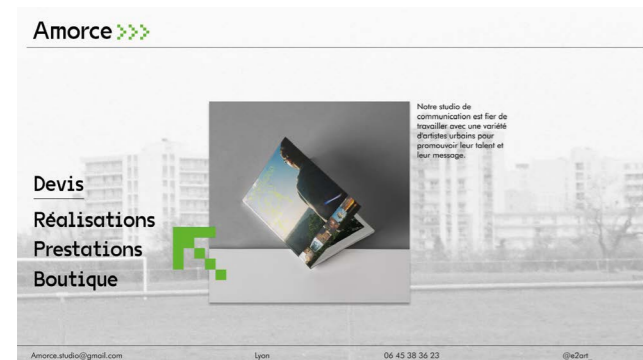 Amorce >>>
Notre studio de
communication est fier de
travailler avec une variété
d'artistes urbains pour
promouvoir leur talent et
leur message.
Devis
Réalisations
Prestations
Boutique
Amorce.studio@gmail.com
Lyon
06 45 38 36 23
@e2art_